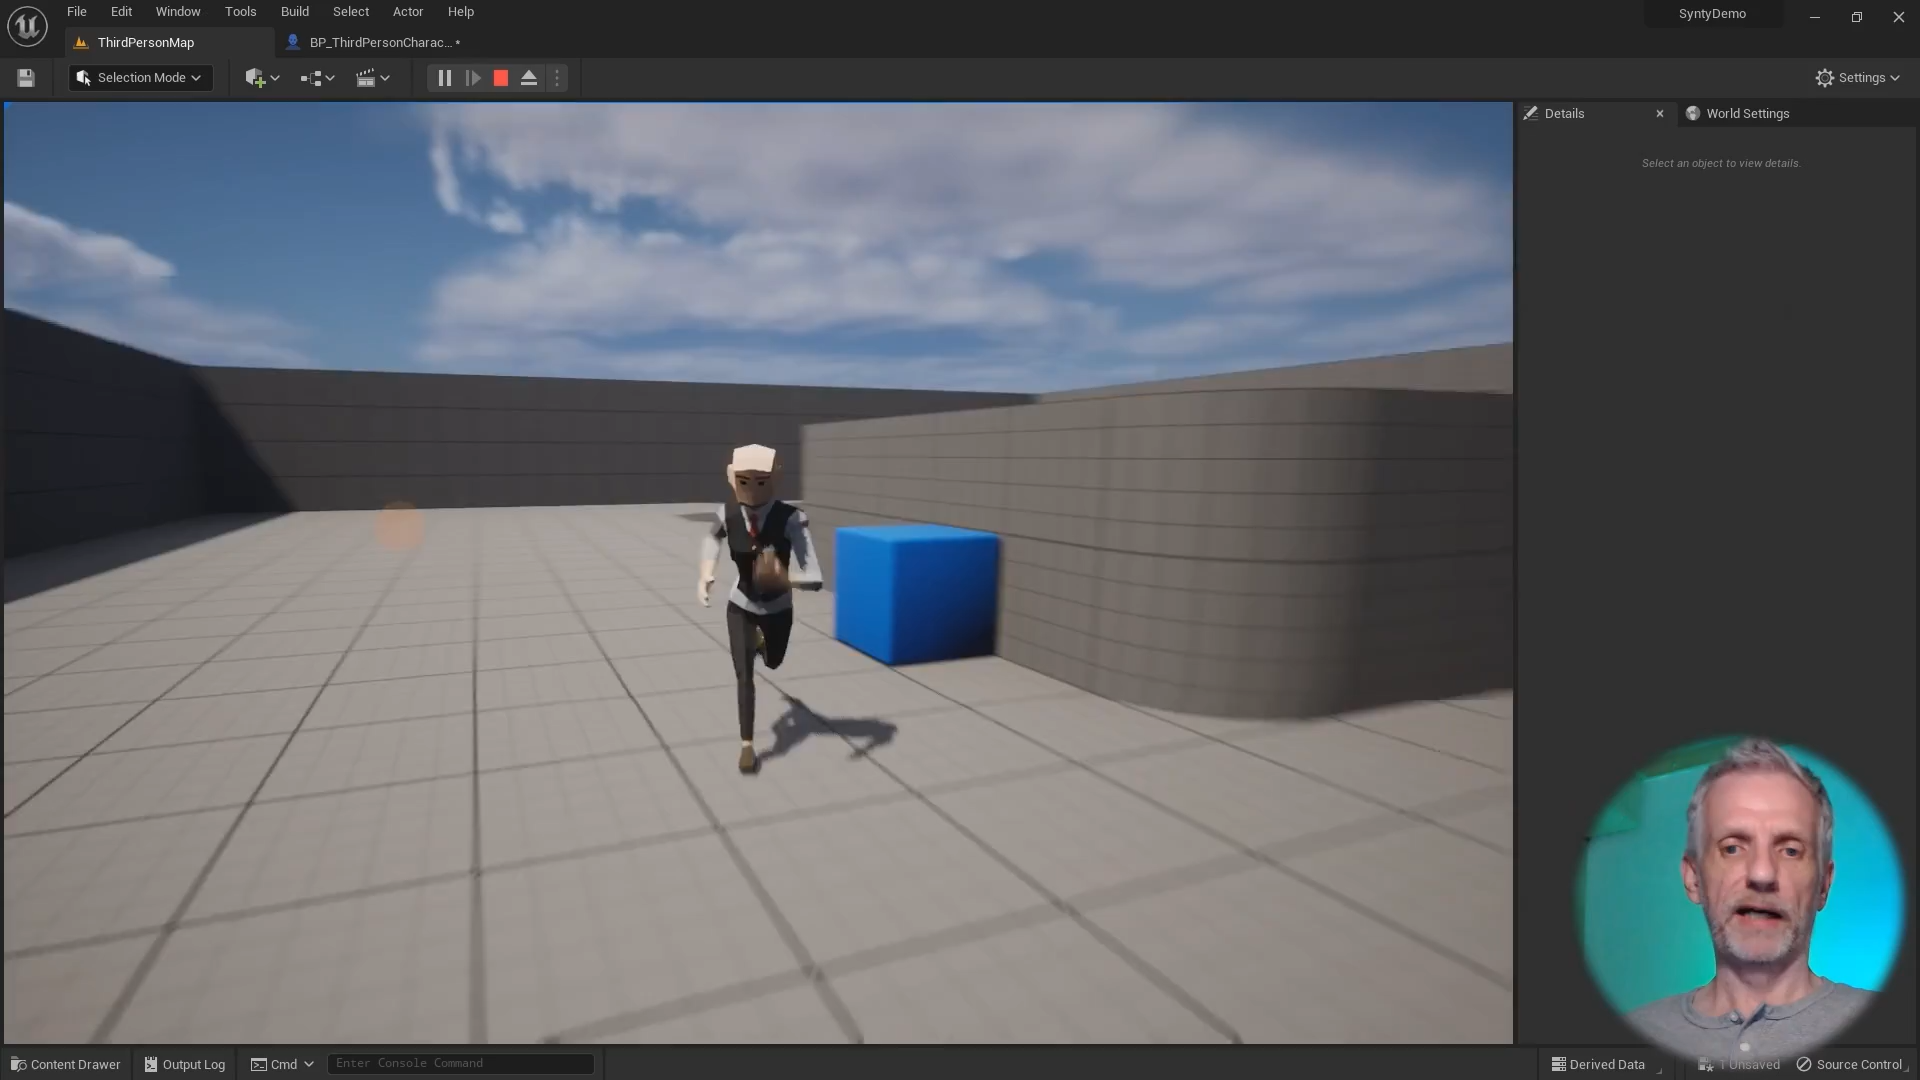 File Edit Window Tools Build Select Actor Help
SyntyDemo
ThirdPersonMap
BP_ThirdPersonCharac... *
Selection Mode
Settings
Details
World Settings
Select an object to view details.
Content Drawer
Output Log
Cmd
Enter Console Command
Derived Data
1 Unsaved
Source Control